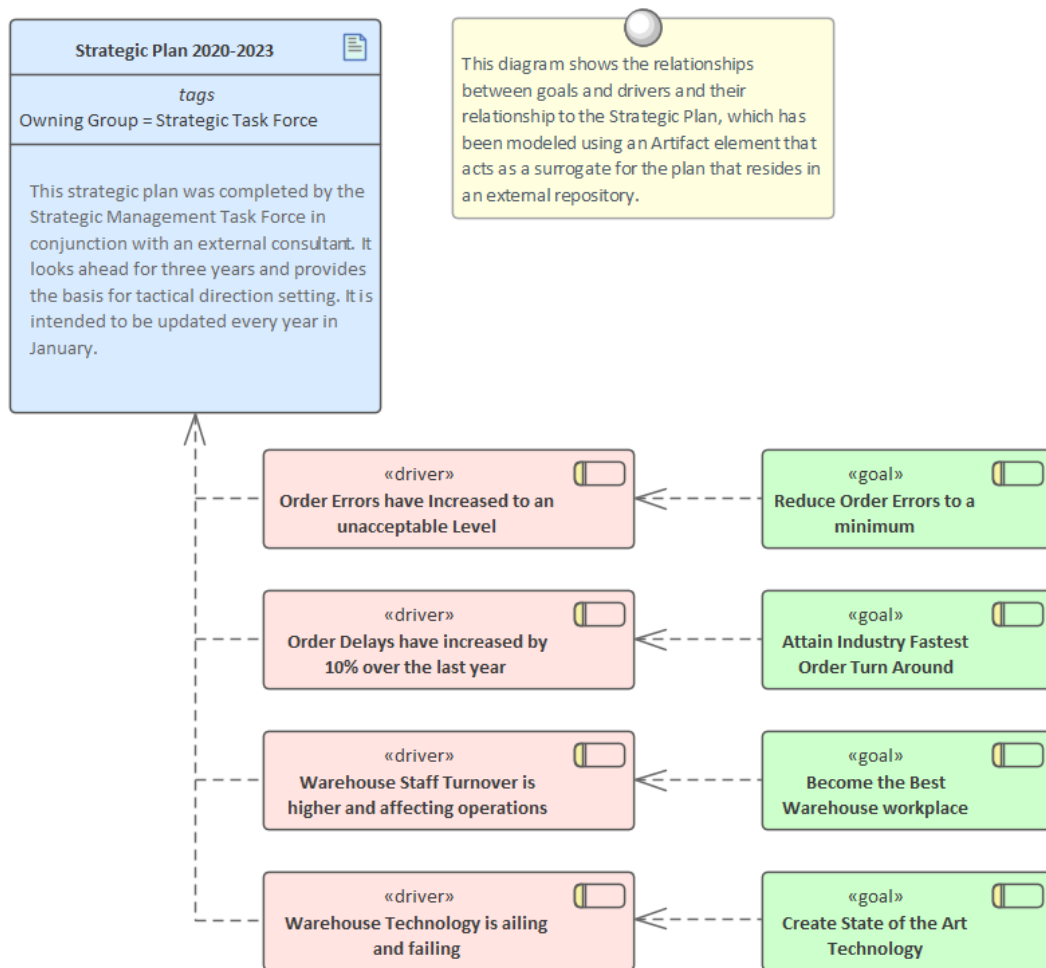 Strategic Plan 2020-2023
tags
Owning Group = Strategic Task Force
This strategic plan was completed by the
Strategic Management Task Force in
conjunction with an external consultant. It
looks ahead for three years and provides
the basis for tactical direction setting. It is
intended to be updated every year in
January.
This diagram shows the relationships
between goals and drivers and their
relationship to the Strategic Plan, which has
been modeled using an Artifact element that
acts as a surrogate for the plan that resides in
an external repository.
«driver»
Order Errors have Increased to an
unacceptable Level
«goal»
Reduce Order Errors to a
minimum
«driver»
Order Delays have increased by
10% over the last year
«goal»
Attain Industry Fastest
Order Turn Around
«driver»
Warehouse Staff Turnover is
higher and affecting operations
«goal»
Become the Best
Warehouse workplace
«driver»
Warehouse Technology is ailing
and failing
«goal»
Create State of the Art
Technology